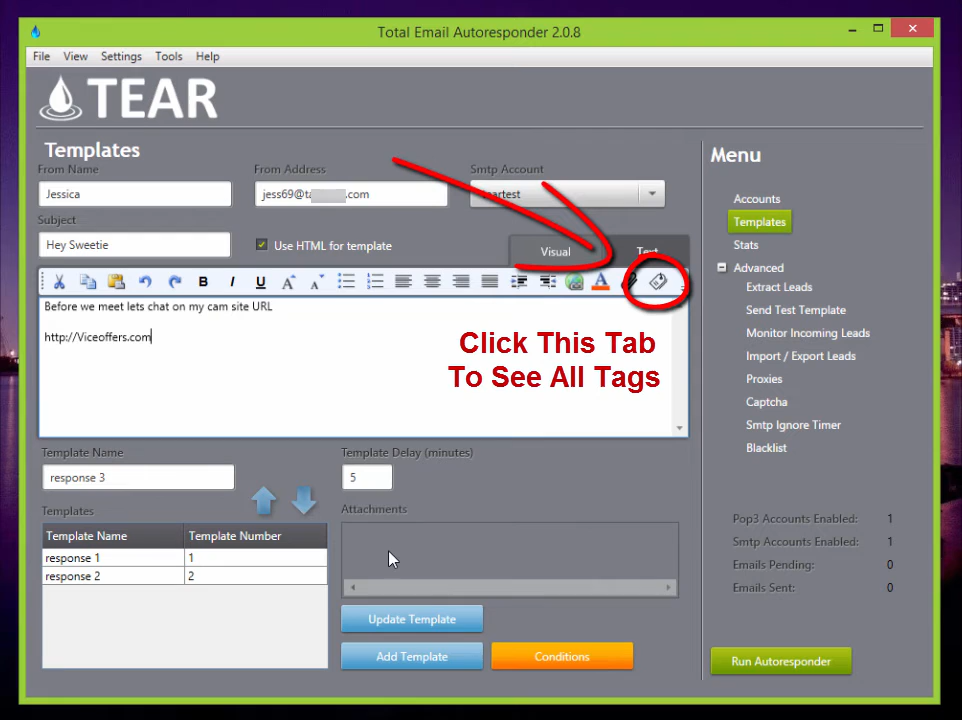 Total Email Autoresponder 2.0.8
File View Settings Tools Help
TEAR
Templates
From Name
From Address
Smtp Account
Jessica
jess69@ta .com
Subject
Hey Sweetie
Use HTML for template
Visual
Text
B I U A A A
Before we meet lets chat on my cam site URL
http://Viceoffers.com
Click This Tab
To See All Tags
Template Name
Template Delay (minutes)
response 3
5
Templates
Attachments
Template Name Template Number
response 1 1
response 2 2
Update Template
Add Template
Conditions
Menu
Accounts
Templates
Stats
Advanced
Extract Leads
Send Test Template
Monitor Incoming Leads
Import / Export Leads
Proxies
Captcha
Smtp Ignore Timer
Blacklist
Pop3 Accounts Enabled: 1
Smtp Accounts Enabled: 1
Emails Pending: 0
Emails Sent: 0
Run Autoresponder